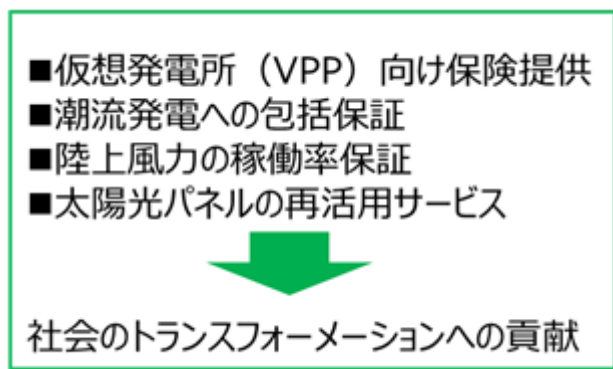 ■仮想発電所（VPP）向け保険提供
■潮流発電への包括保証
■陸上風力の稼働率保証
■太陽光パネルの再活用サービス
社会のトランスフォーメーションへの貢献